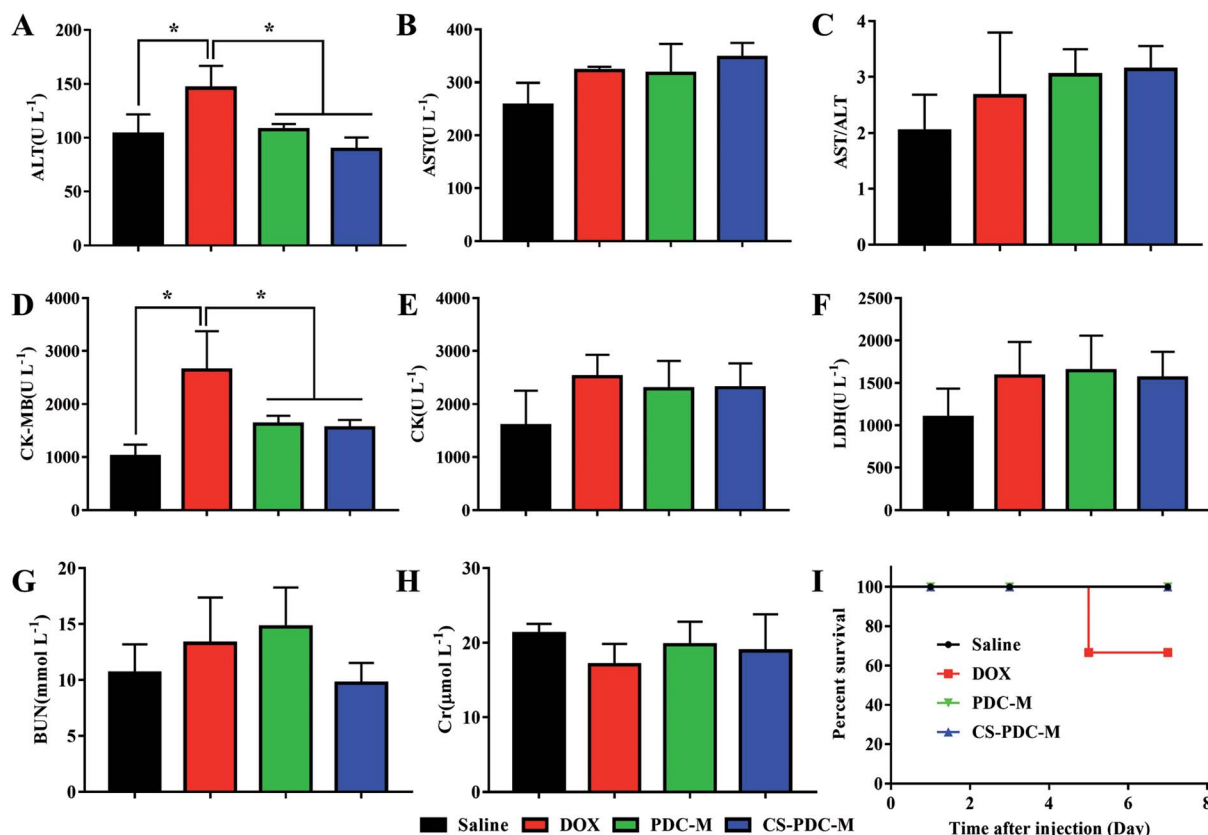 A
ALT(U L⁻¹)
200
150
100
50
0
*
*
B
AST(U L⁻¹)
400
300
200
100
0
C
AST/ALT
4
3
2
1
0
D
CK-MB(U L⁻¹)
4000
3000
2000
1000
0
*
*
E
CK(U L⁻¹)
4000
3000
2000
1000
0
F
LDH(U L⁻¹)
2500
2000
1500
1000
500
0
G
BUN(mmol L⁻¹)
20
15
10
5
0
H
Cr(μmol L⁻¹)
30
20
10
0
I
Percent survival
100
80
60
40
20
0
Saline
DOX
PDC-M
CS-PDC-M
0 2 4 6 8
Time after injection (Day)
Saline DOX PDC-M CS-PDC-M